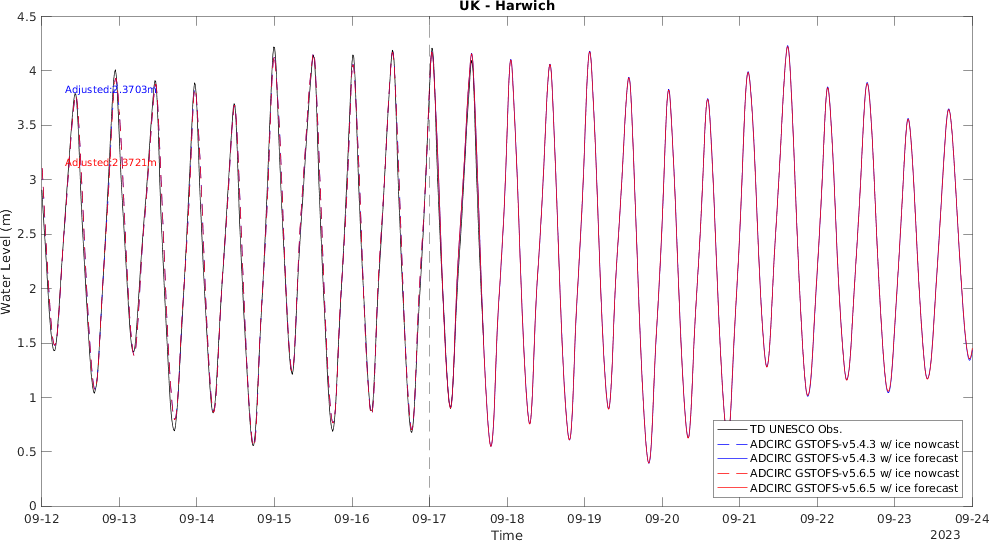 UK - Harwich
4.5
4
3.5
3
2.5
2
1.5
1
0.5
0
Water Level (m)
Adjusted:2.3703m
Adjusted:2.3721m
TD UNESCO Obs.
ADCIRC GSTOFS-v5.4.3 w/ ice nowcast
ADCIRC GSTOFS-v5.4.3 w/ ice forecast
ADCIRC GSTOFS-v5.6.5 w/ ice nowcast
ADCIRC GSTOFS-v5.6.5 w/ ice forecast
09-12 09-13 09-14 09-15 09-16 09-17 09-18 09-19 09-20 09-21 09-22 09-23 09-24
Time
2023